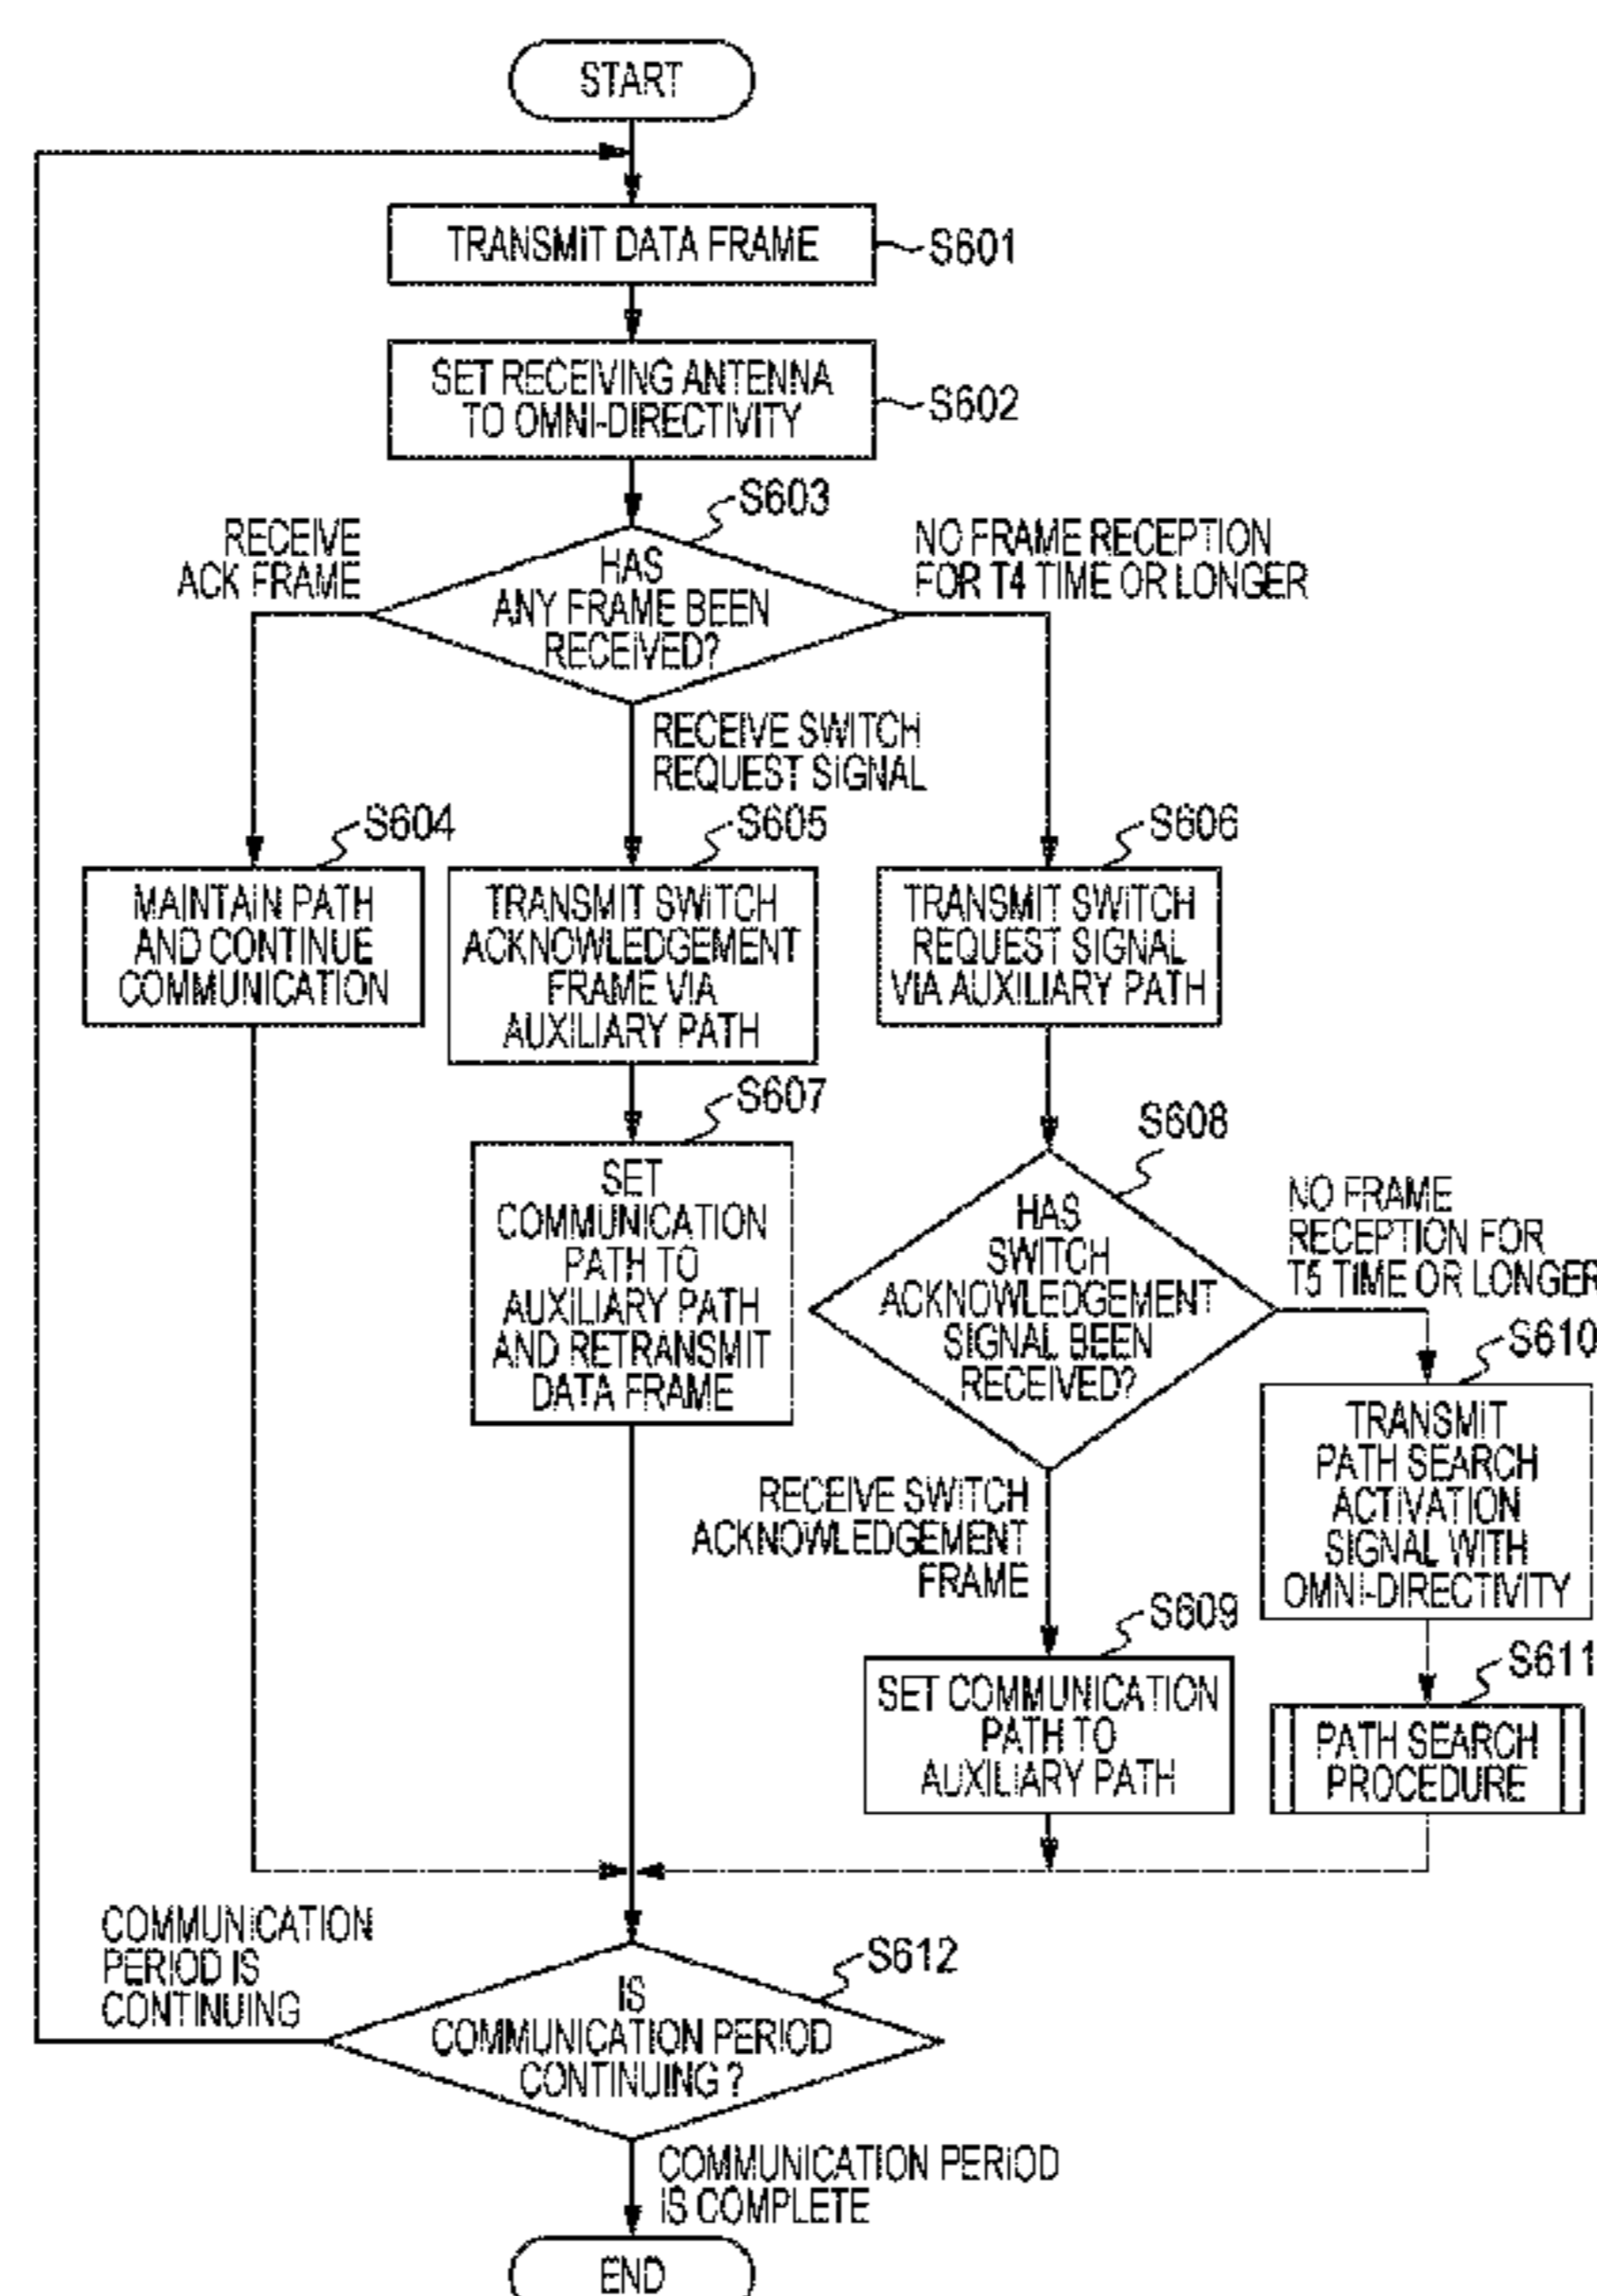 START
TRANSMIT DATA FRAME
S601
SET RECEIVING ANTENNA
TO OMNI-DIRECTIVITY
S602
S603
RECEIVE
ACK FRAME
HAS
ANY FRAME BEEN
RECEIVED?
NO FRAME RECEPTION
FOR T4 TIME OR LONGER
RECEIVE SWITCH
REQUEST SIGNAL
S604
MAINTAIN PATH
AND CONTINUE
COMMUNICATION
S605
TRANSMIT SWITCH
ACKNOWLEDGEMENT
FRAME VIA
AUXILIARY PATH
S606
TRANSMIT SWITCH
REQUEST SIGNAL
VIA AUXILIARY PATH
S607
SET
COMMUNICATION
PATH TO
AUXILIARY PATH
AND RETRANSMIT
DATA FRAME
S608
HAS
SWITCH
ACKNOWLEDGEMENT
SIGNAL BEEN
RECEIVED?
NO FRAME
RECEPTION FOR
T5 TIME OR LONGER
S610
TRANSMIT
PATH SEARCH
ACTIVATION
SIGNAL WITH
OMNI-DIRECTIVITY
RECEIVE SWITCH
ACKNOWLEDGEMENT
FRAME
S609
SET COMMUNICATION
PATH TO
AUXILIARY PATH
S611
PATH SEARCH
PROCEDURE
COMMUNICATION
PERIOD IS
CONTINUING
S612
IS
COMMUNICATION PERIOD
CONTINUING ?
COMMUNICATION PERIOD
IS COMPLETE
END